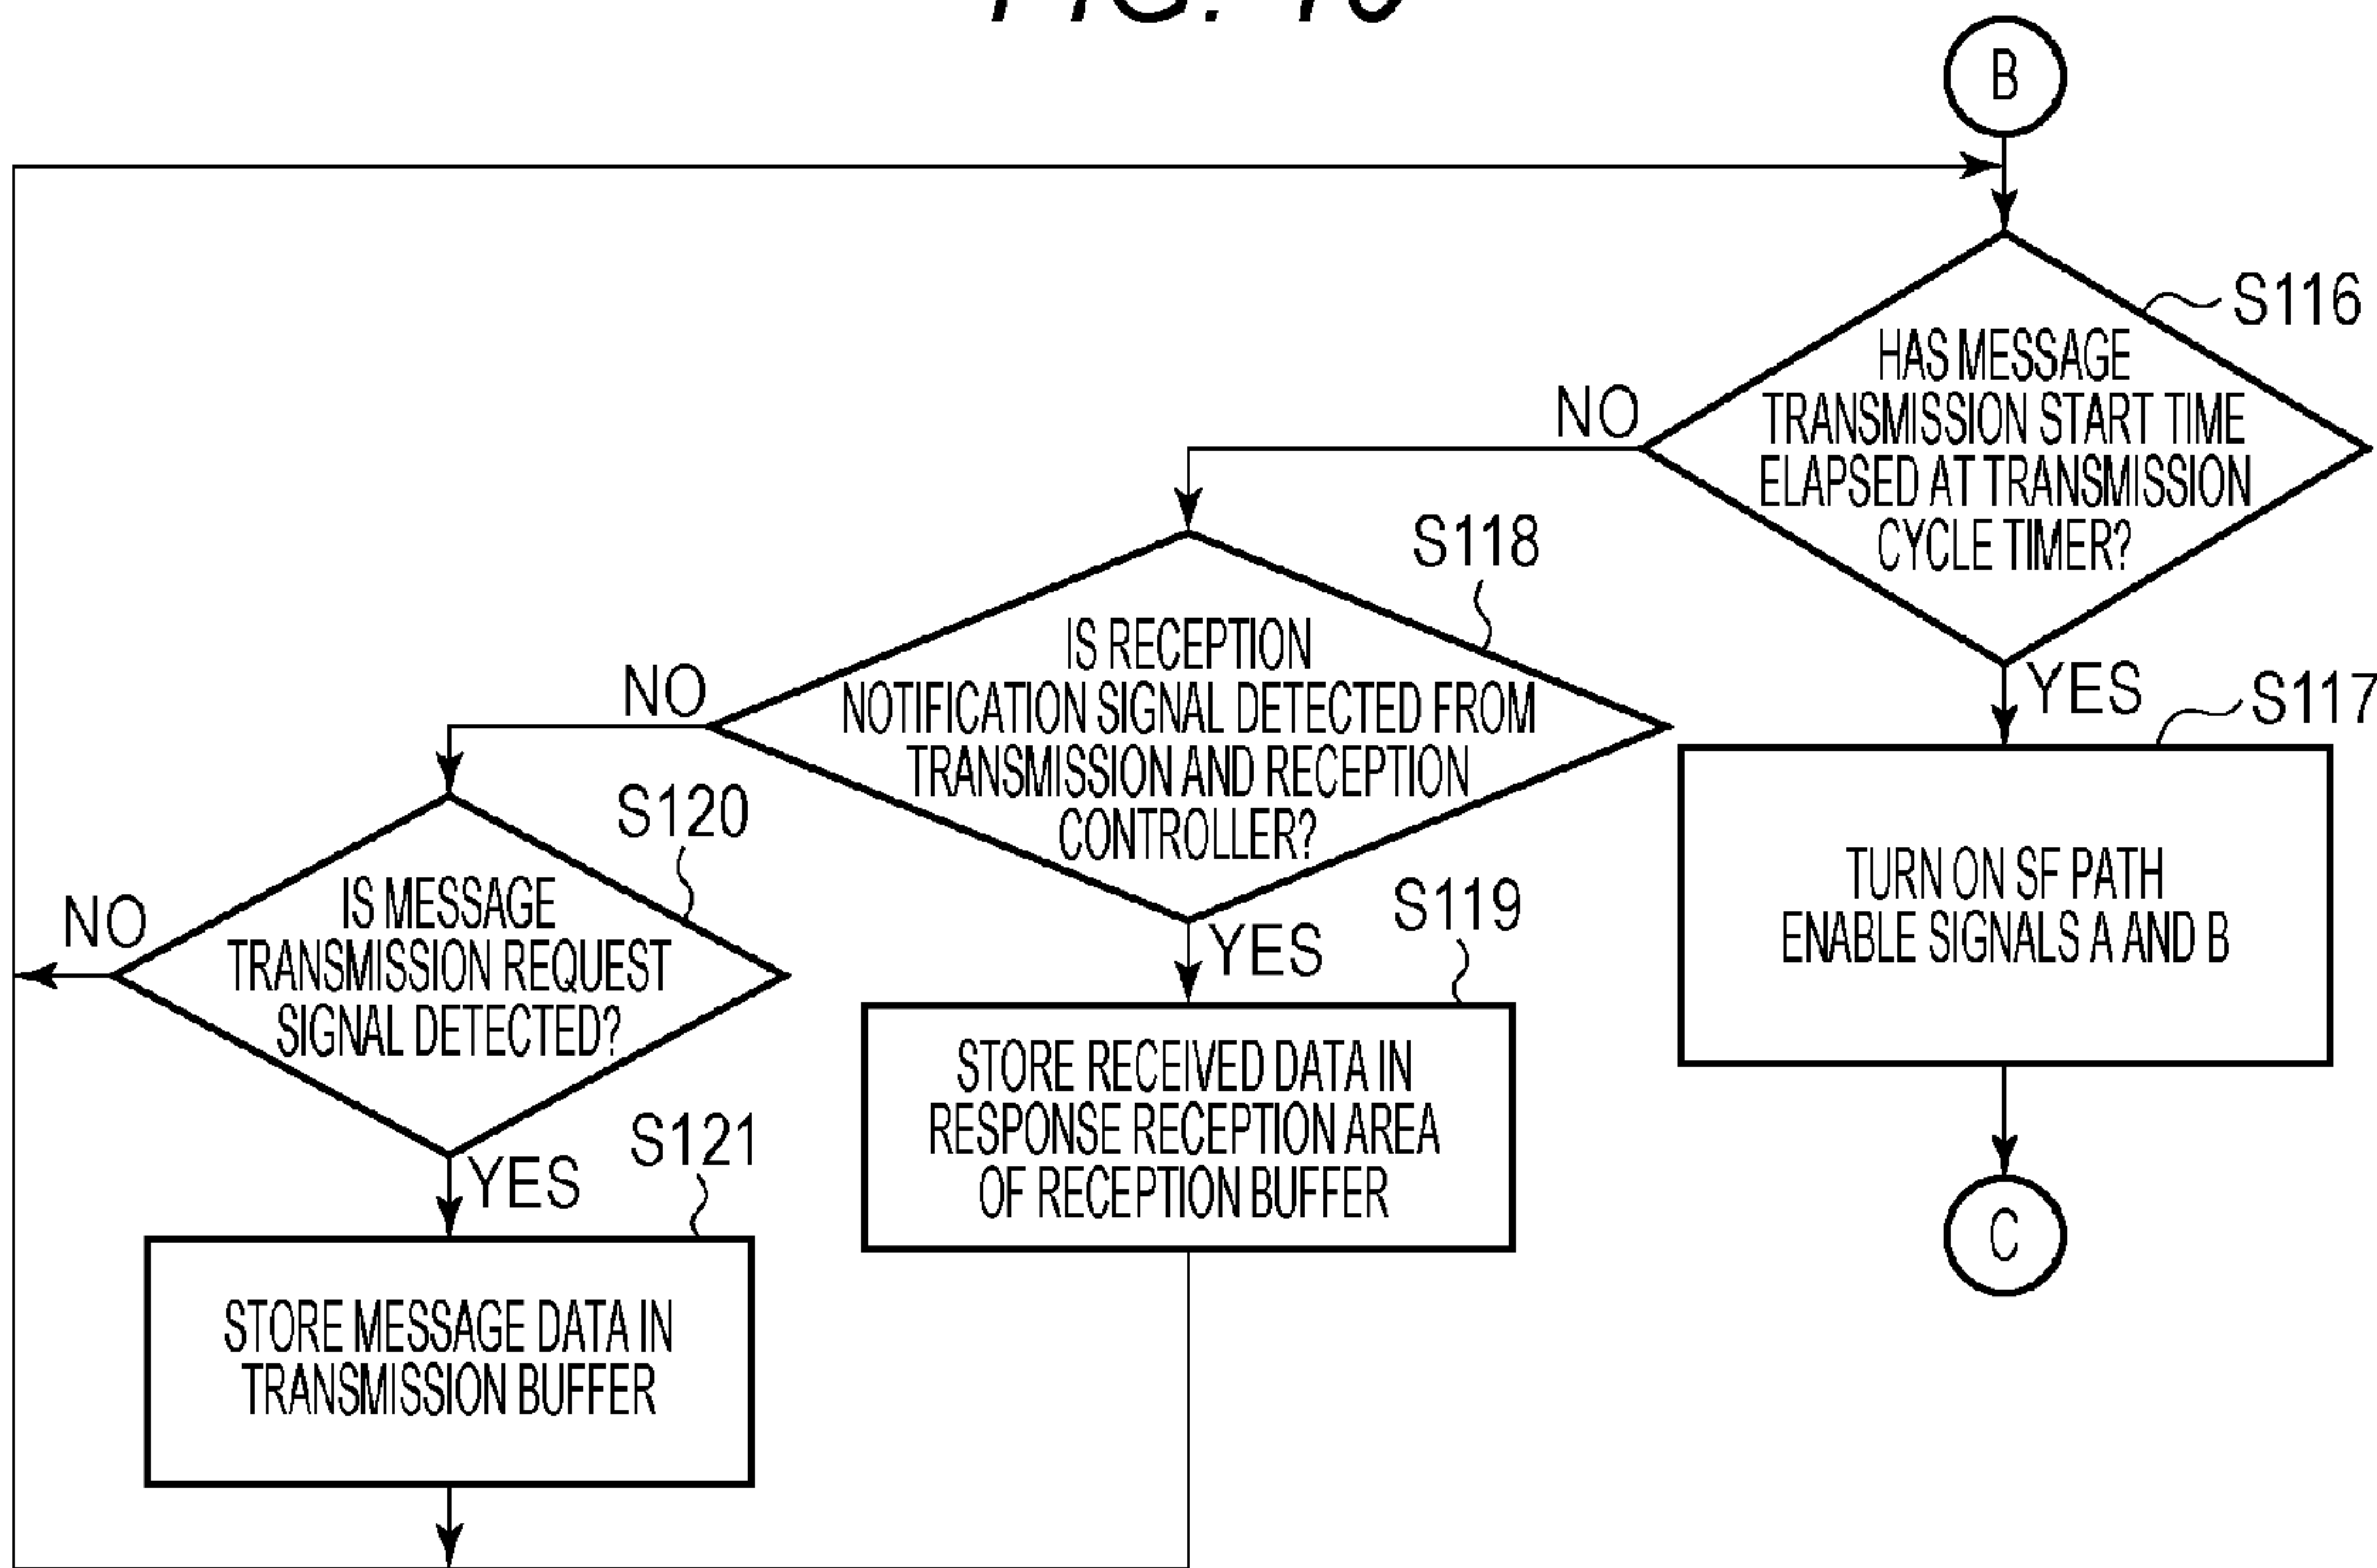 B
S116
HAS MESSAGE
TRANSMISSION START TIME
ELAPSED AT TRANSMISSION
CYCLE TIMER?
NO
YES
S117
TURN ON SF PATH
ENABLE SIGNALS A AND B
C
S118
IS RECEPTION
NOTIFICATION SIGNAL DETECTED FROM
TRANSMISSION AND RECEPTION
CONTROLLER?
NO
YES
S119
STORE RECEIVED DATA IN
RESPONSE RECEPTION AREA
OF RECEPTION BUFFER
S120
IS MESSAGE
TRANSMISSION REQUEST
SIGNAL DETECTED?
NO
YES
S121
STORE MESSAGE DATA IN
TRANSMISSION BUFFER